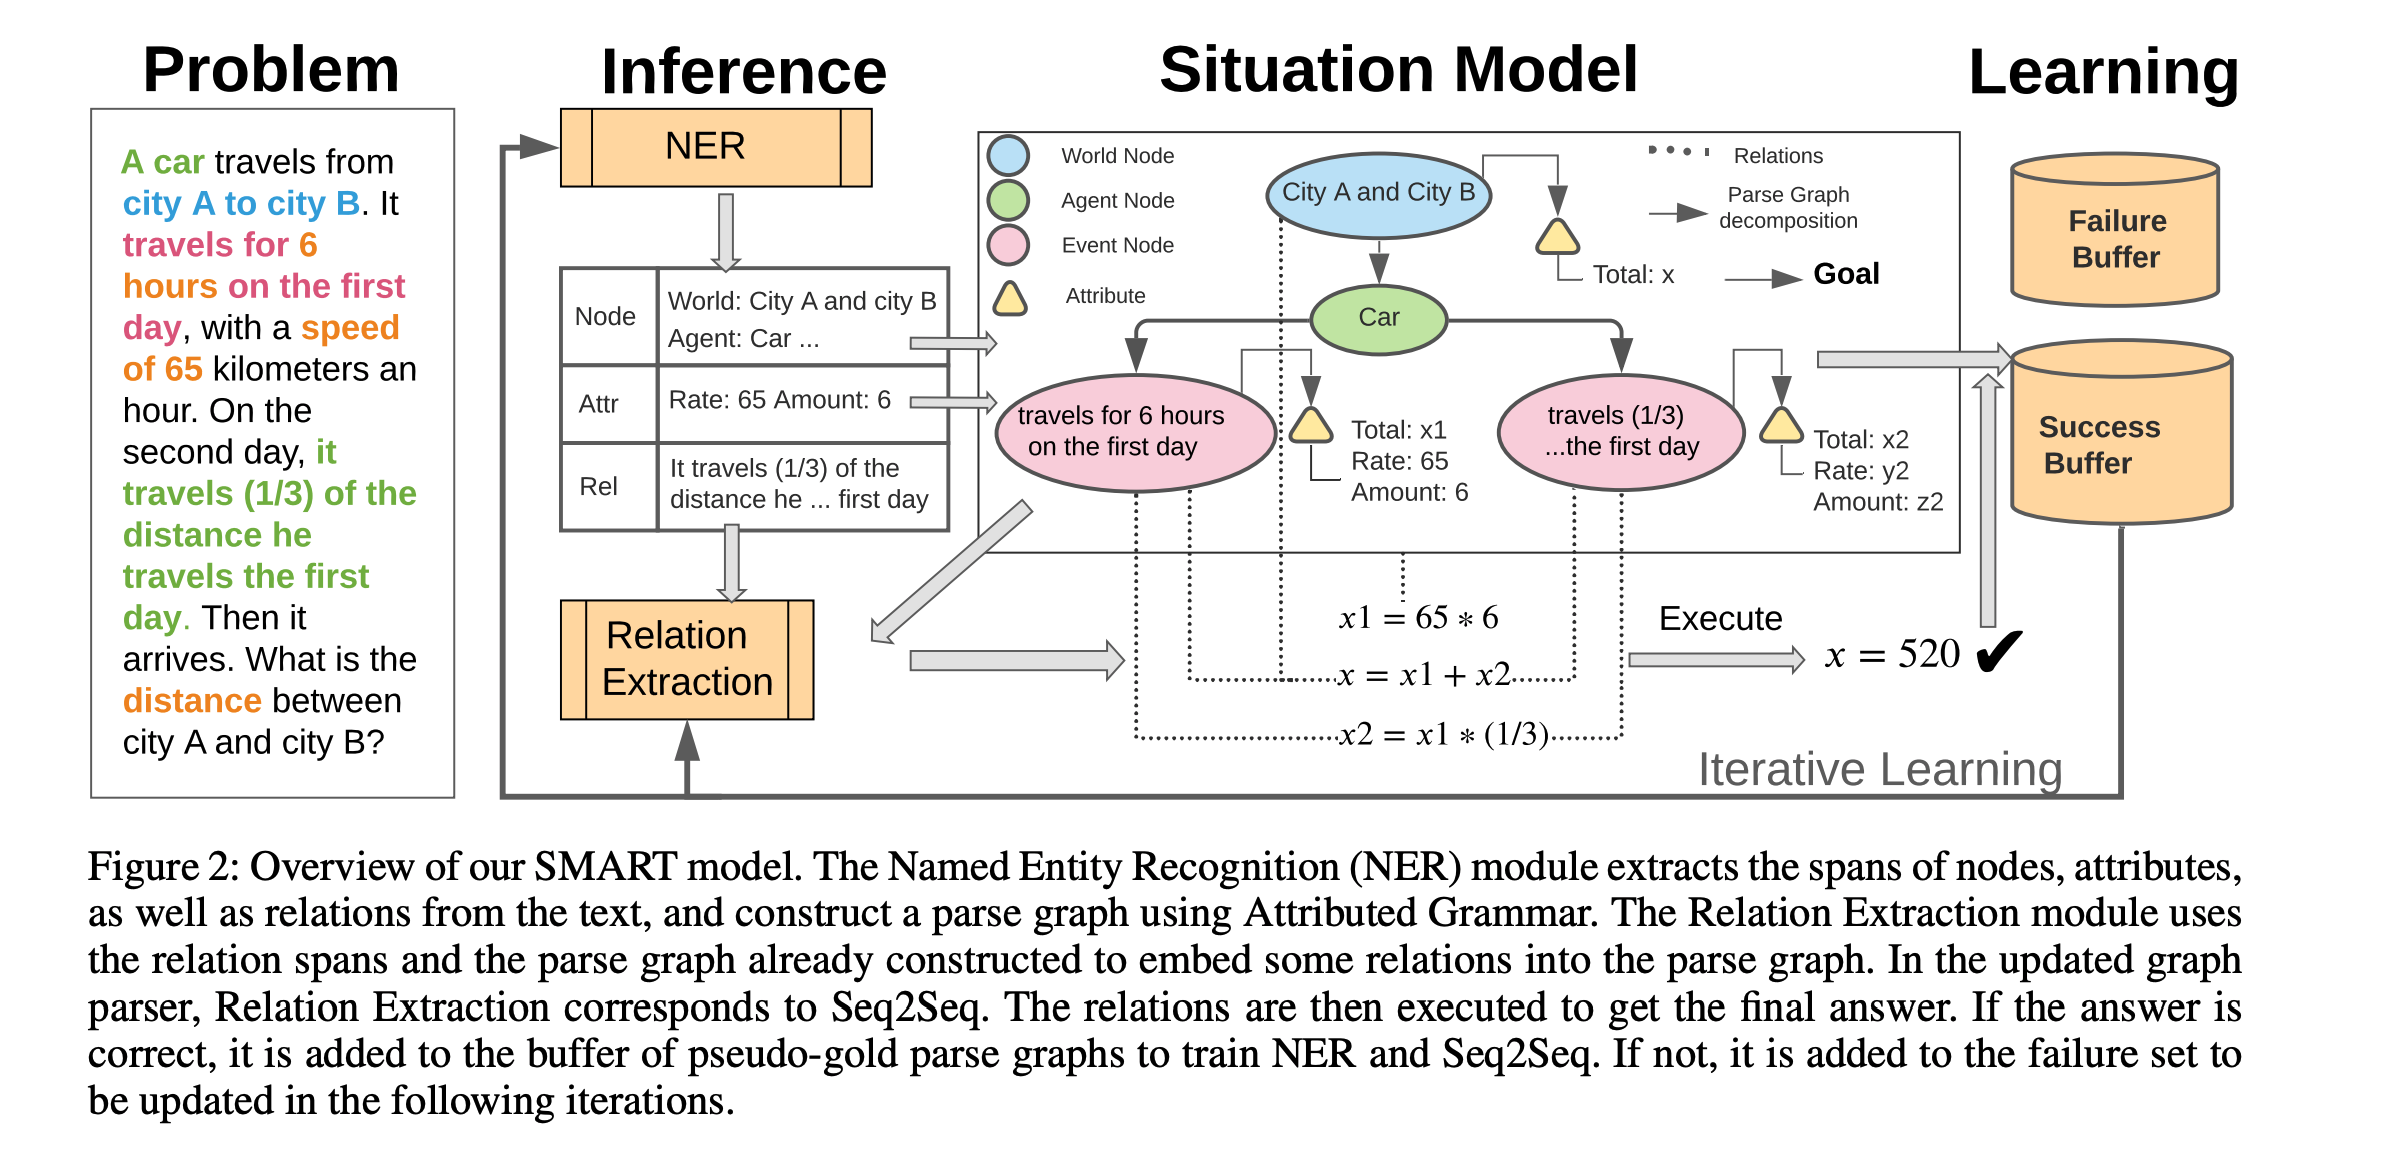 Problem
A car travels from
city A to city B. It
travels for 6
hours on the first
day, with a speed
of 65 kilometers an
hour. On the
second day, it
travels (1/3) of the
distance he
travels the first
day. Then it
arrives. What is the
distance between
city A and city B?
Inference
NER
Node
World: City A and city B
Agent: Car ...
Attr
Rate: 65 Amount: 6
Rel
It travels (1/3) of the
distance he ... first day
Relation
Extraction
Situation Model
World Node
Agent Node
Event Node
Attribute
City A and City B
Relations
Parse Graph
decomposition
Total: x
Goal
Car
travels for 6 hours
on the first day
Total: x1
Rate: 65
Amount: 6
travels (1/3)
...the first day
Total: x2
Rate: y2
Amount: z2
x1 = 65 ∗ 6
x = x1 + x2
x2 = x1 ∗ (1/3)
Execute
x = 520 ✔
Learning
Failure
Buffer
Success
Buffer
Iterative Learning
Figure 2: Overview of our SMART model. The Named Entity Recognition (NER) module extracts the spans of nodes, attributes,
as well as relations from the text, and construct a parse graph using Attributed Grammar. The Relation Extraction module uses
the relation spans and the parse graph already constructed to embed some relations into the parse graph. In the updated graph
parser, Relation Extraction corresponds to Seq2Seq. The relations are then executed to get the final answer. If the answer is
correct, it is added to the buffer of pseudo-gold parse graphs to train NER and Seq2Seq. If not, it is added to the failure set to
be updated in the following iterations.